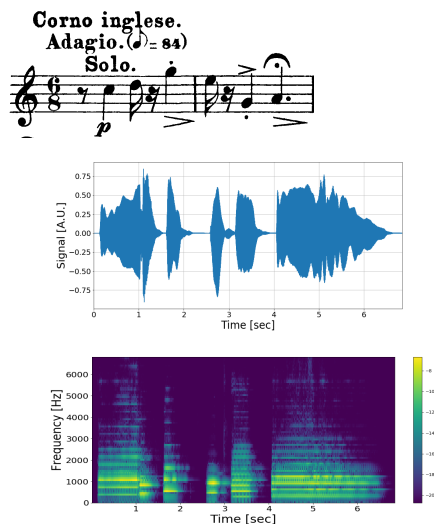 Corno inglese.
Adagio. (♪ = 84)
Solo.
6
8
p
Signal [A.U.]
0.75
0.50
0.25
0.00
−0.25
−0.50
−0.75
0 1 2 3 4 5 6
Time [sec]
Frequency [Hz]
6000
5000
4000
3000
2000
1000
0
1 2 3 4 5 6
Time [sec]
−8
−10
−12
−14
−16
−18
−20